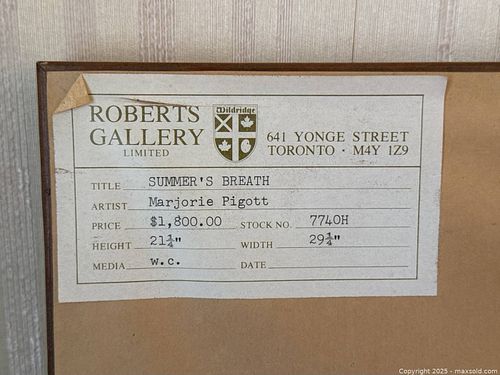 ROBERTS
GALLERY
LIMITED
Wildridge
641 YONGE STREET
TORONTO · M4Y 1Z9
TITLE SUMMER'S BREATH
ARTIST Marjorie Pigott
PRICE $1,800.00 STOCK NO. 7740H
HEIGHT 21¼" WIDTH 29¼"
MEDIA w.c. DATE
Copyright 2025 - maxsold.com